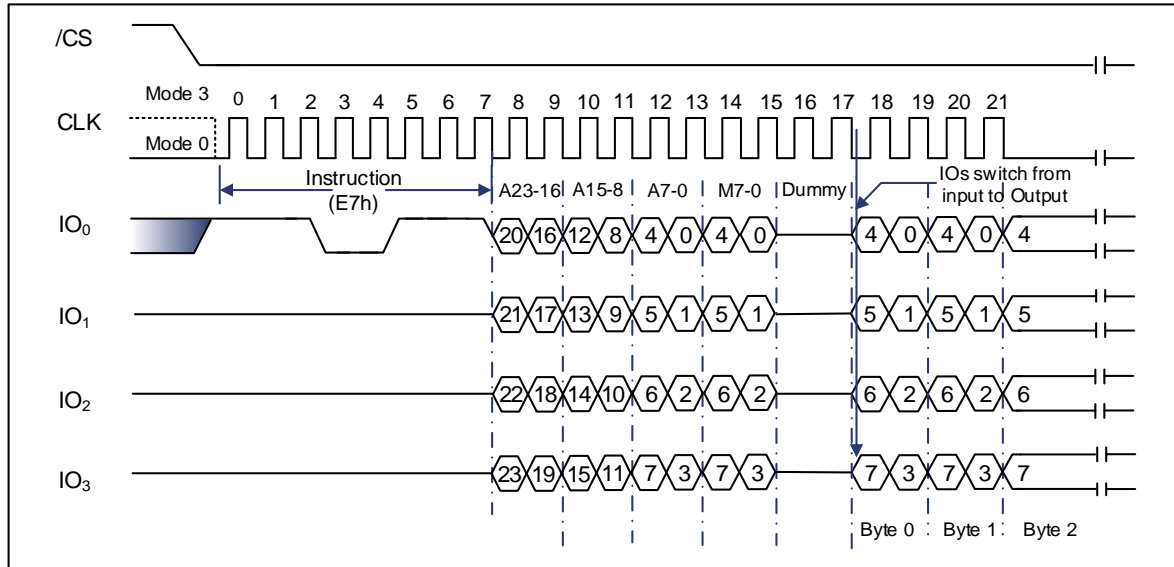 /CS
Mode 3
0 1 2 3 4 5 6 7 8 9 10 11 12 13 14 15 16 17 18 19 20 21
CLK
Mode 0
Instruction
(E7h)
A23-16 A15-8 A7-0 M7-0 Dummy
IOs switch from
input to Output
IO0 20 16 12 8 4 0 4 0 4 0 4 0 4
IO1 21 17 13 9 5 1 5 1 5 1 5 1 5
IO2 22 18 14 10 6 2 6 2 6 2 6 2 6
IO3 23 19 15 11 7 3 7 3 7 3 7 3 7
Byte 0 Byte 1 Byte 2